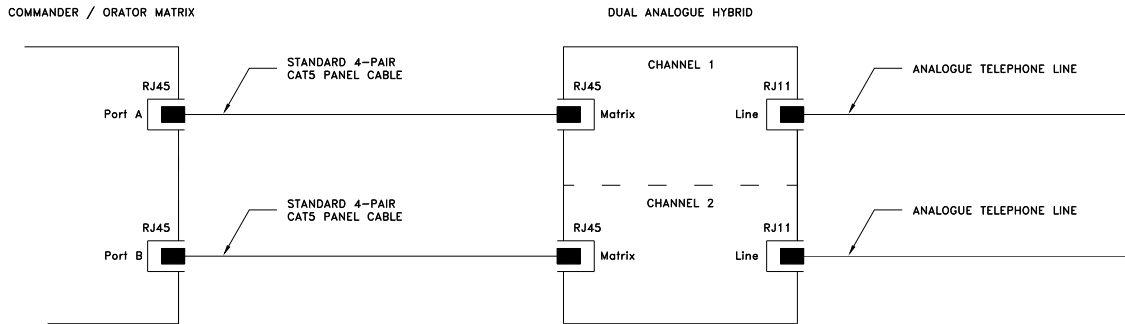 COMMANDER / ORATOR MATRIX
DUAL ANALOGUE HYBRID
STANDARD 4-PAIR
CAT5 PANEL CABLE
CHANNEL 1
ANALOGUE TELEPHONE LINE
RJ45
RJ45
RJ11
Port A
Matrix
Line
STANDARD 4-PAIR
CAT5 PANEL CABLE
CHANNEL 2
ANALOGUE TELEPHONE LINE
RJ45
RJ45
RJ11
Port B
Matrix
Line